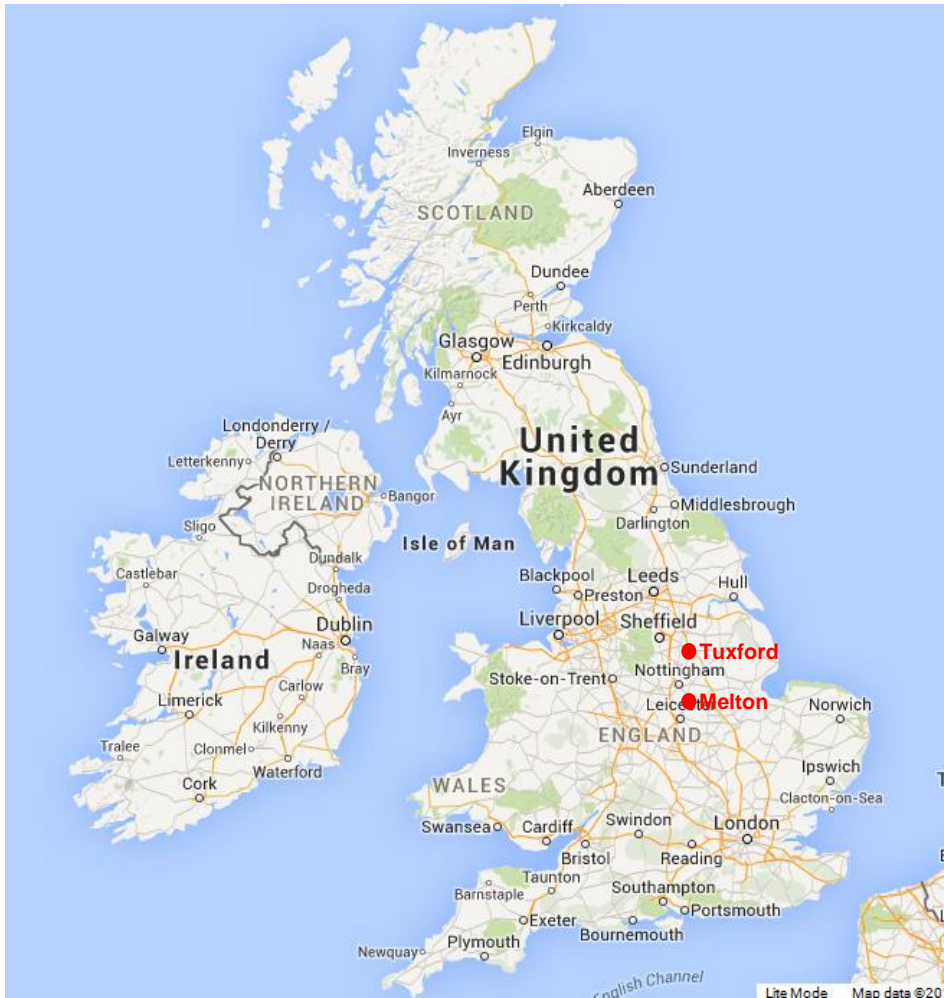 Elgin
Inverness
Aberdeen
SCOTLAND
Dundee
Perth
Kirkcaldy
Glasgow
Edinburgh
Kilmarnock
Ayr
Londonderry /
Derry
United
Kingdom
Letterkenny
Sunderland
NORTHERN
IRELAND
Bangor
Middlesbrough
Darlington
Sligo
Isle of Man
Dundalk
Castlebar
Blackpool
Leeds
Hull
Drogheda
Preston
Liverpool
Sheffield
Dublin
Galway
Naas
Tuxford
Ireland
Bray
Nottingham
Stoke-on-Trent
Carlow
Limerick
Melton
Norwich
Kilkenny
ENGLAND
Tralee
Clonmel
Waterford
Ipswich
Cork
WALES
Clacton-on-Sea
Swansea
Cardiff
Swindon
London
Bristol
Reading
Taunton
Barnstaple
Southampton
Portsmouth
Exeter
Bournemouth
Newquay
Plymouth
English Channel
Lite Mode
Map data ©201